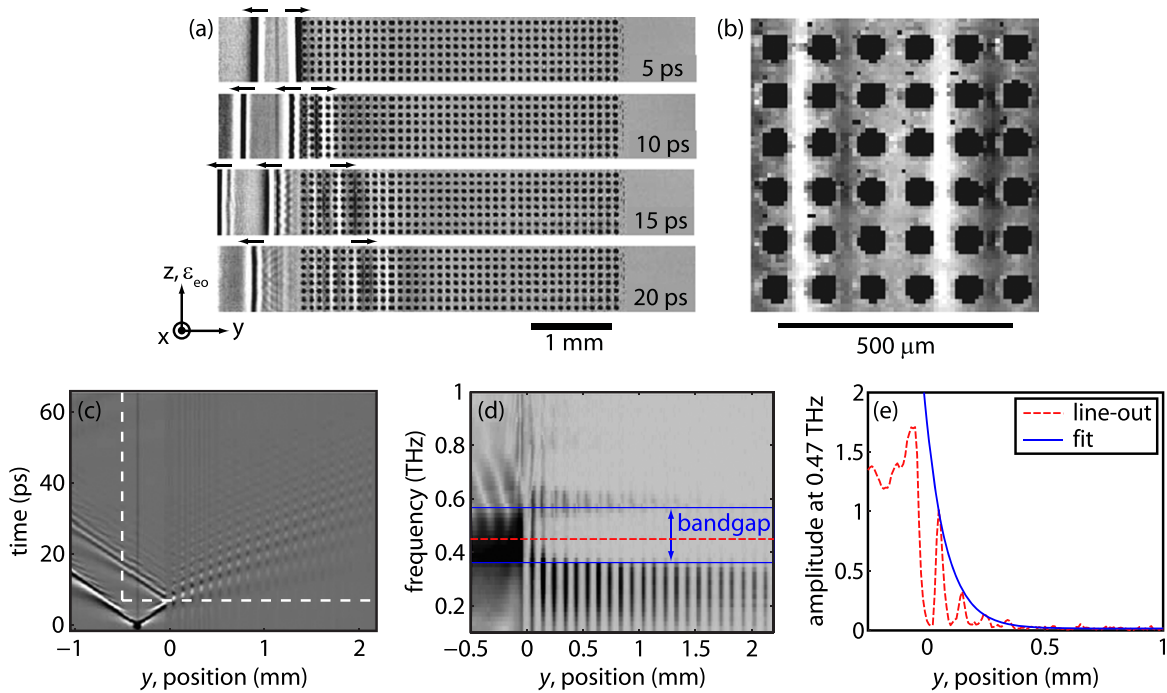 (a)
5 ps
10 ps
15 ps
20 ps
z, εeo
x
y
1 mm
(b)
500 μm
(c)
time (ps)
60
40
20
0
−1
0
1
2
y, position (mm)
(d)
frequency (THz)
1
0.8
0.6
0.4
0.2
bandgap
−0.5
0
0.5
1
1.5
2
y, position (mm)
(e)
amplitude at 0.47 THz
2
1.5
1
0.5
0
line-out
fit
0
0.5
1
y, position (mm)